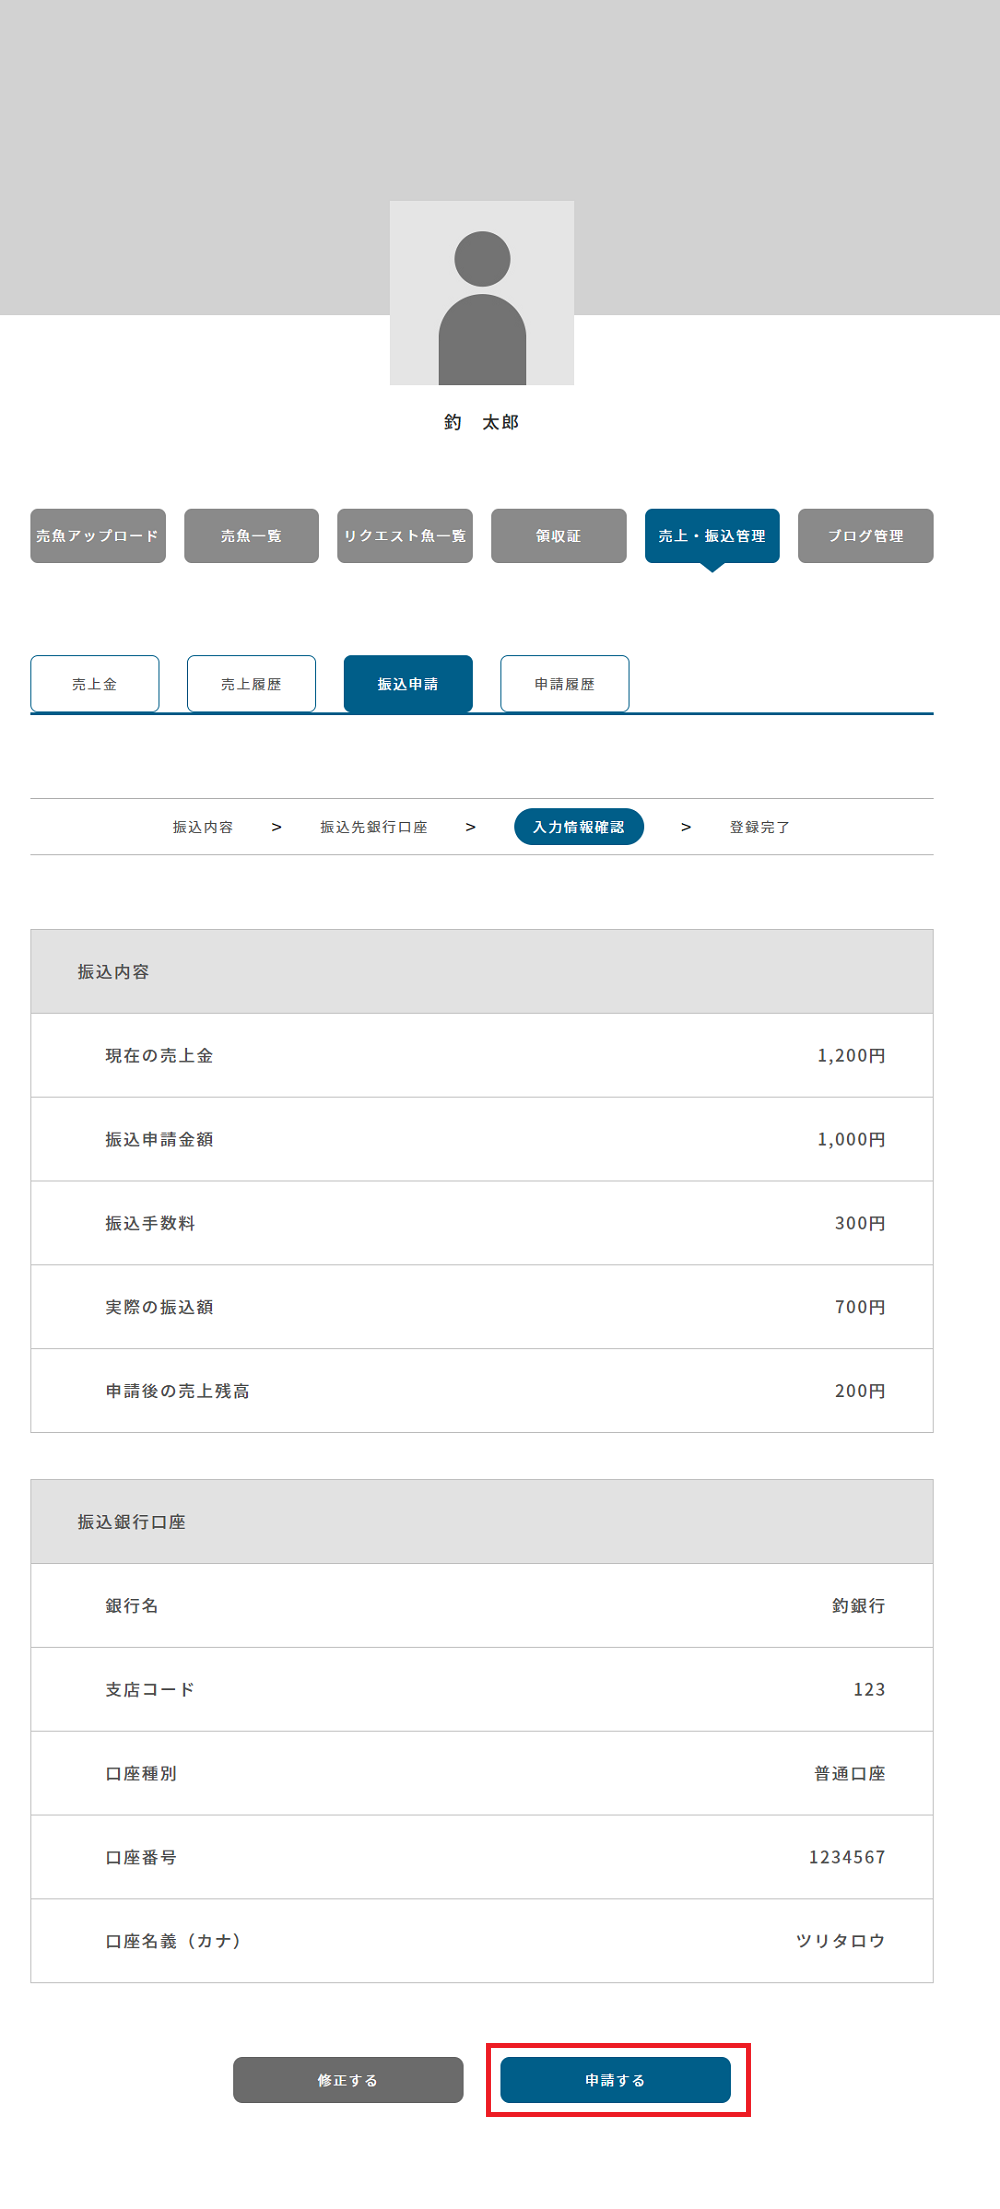 釣　太郎
売魚アップロード 売魚一覧 リクエスト魚一覧 領収証 売上・振込管理 ブログ管理
売上金 売上履歴 振込申請 申請履歴
振込内容 > 振込先銀行口座 > 入力情報確認 > 登録完了
振込内容
現在の売上金 1,200円
振込申請金額 1,000円
振込手数料 300円
実際の振込額 700円
申請後の売上残高 200円
振込銀行口座
銀行名 釣銀行
支店コード 123
口座種別 普通口座
口座番号 1234567
口座名義（カナ） ツリタロウ
修正する 申請する